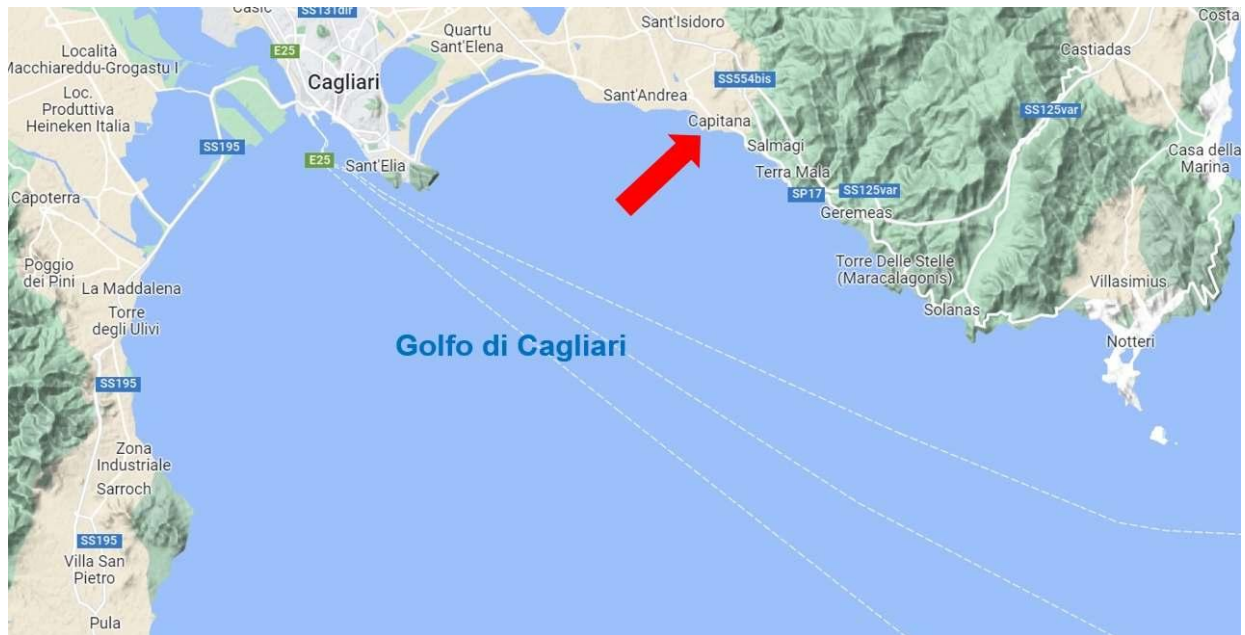 Casic
SS131dir
Sant'Isidoro
Costa
Località
Macchiareddu-Grogastu I
E25
Quartu
Sant'Elena
Castiadas
Cagliari
SS554bis
Loc.
Produttiva
Heineken Italia
Sant'Andrea
SS125var
Capitana
SS195
Salmagi
Casa della
Marina
E25
Sant'Elia
Terra Mala
Capoterra
SP17
SS125var
Geremeas
Poggio
dei Pini
Torre Delle Stelle
(Maracalagonis)
La Maddalena
Villasimius
Torre
degli Ulivi
Solanas
Golfo di Cagliari
Notteri
SS195
Zona
Industriale
Sarroch
SS195
Villa San
Pietro
Pula